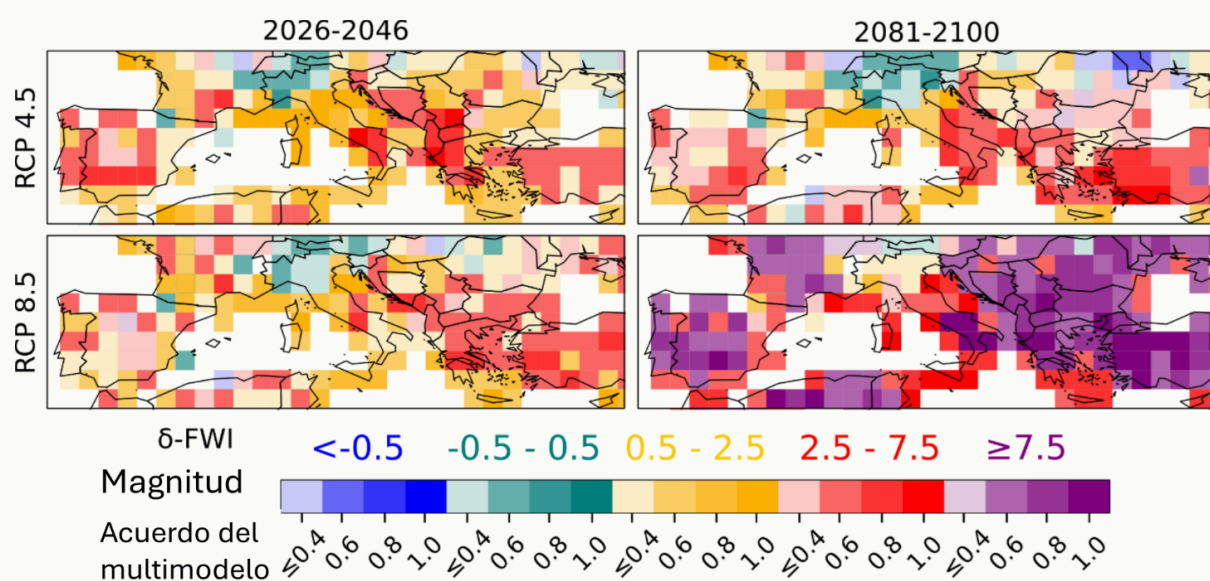 2026-2046
2081-2100
RCP 4.5
RCP 8.5
δ-FWI
<-0.5
-0.5 - 0.5
0.5 - 2.5
2.5 - 7.5
≥7.5
Magnitud
Acuerdo del
multimodelo
≤0.4 0.6 0.8 1.0 ≤0.4 0.6 0.8 1.0 ≤0.4 0.6 0.8 1.0 ≤0.4 0.6 0.8 1.0 ≤0.4 0.6 0.8 1.0